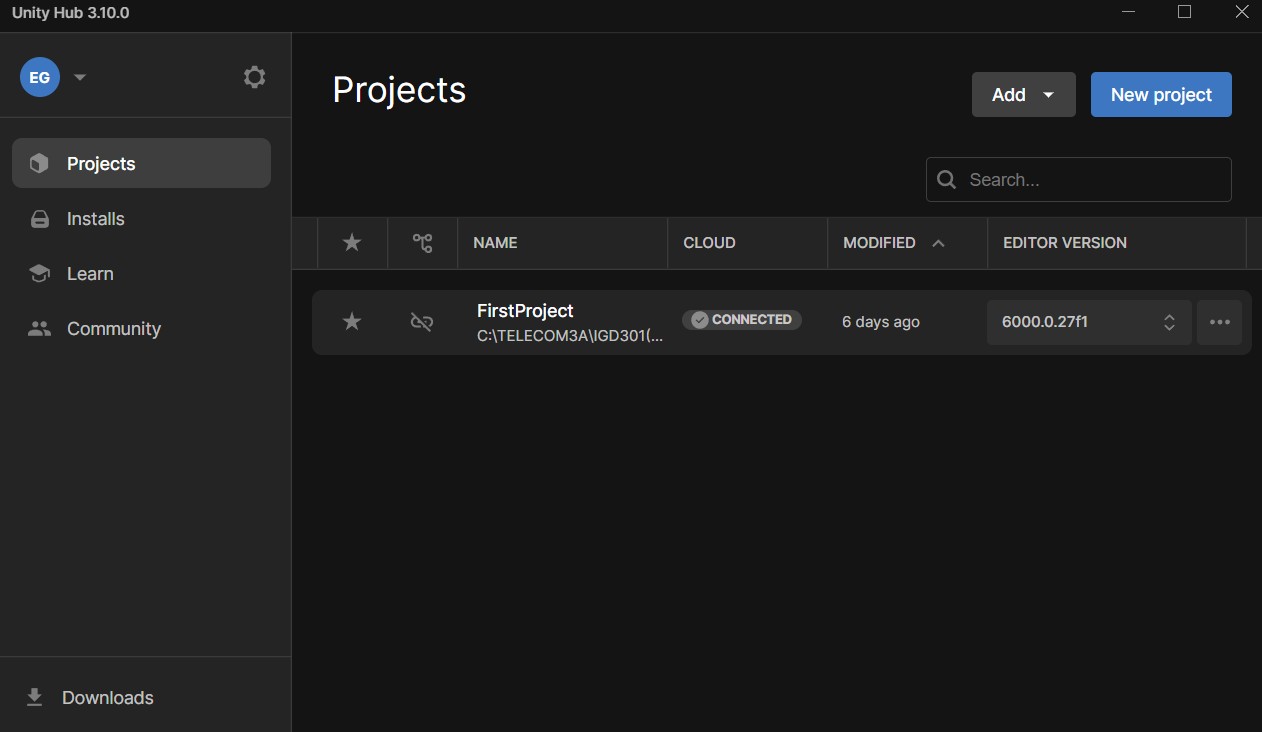 Unity Hub 3.10.0
EG
Projects
Installs
Learn
Community
Downloads
Projects
Add
New project
Search...
NAME CLOUD MODIFIED EDITOR VERSION
FirstProject
C:\TELECOM3A\IGD301(...
CONNECTED
6 days ago
6000.0.27f1